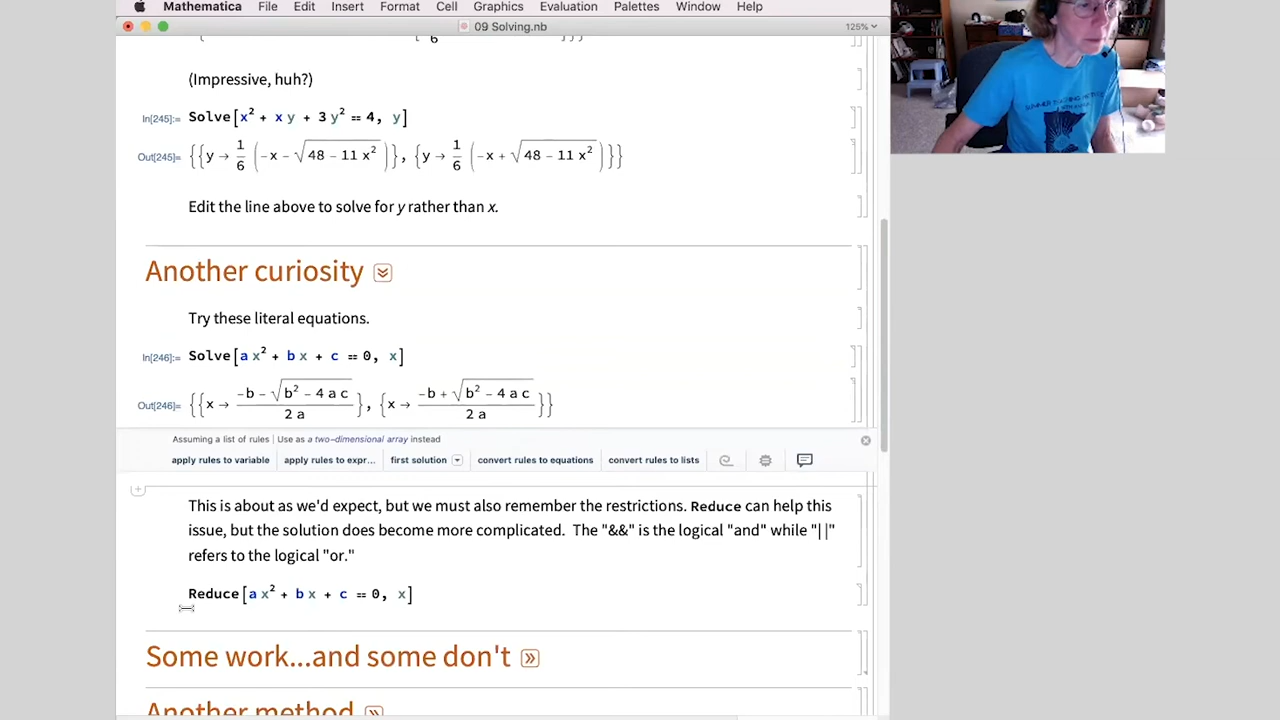 Mathematica File Edit Insert Format Cell Graphics Evaluation Palettes Window Help
09 Solving.nb 125%
6
(Impressive, huh?)
In[245]:= Solve[x² + x y + 3 y² == 4, y]
Out[245]= {{y → 1/6 (-x - √(48 - 11 x²))}, {y → 1/6 (-x + √(48 - 11 x²))}}
Edit the line above to solve for y rather than x.
Another curiosity
Try these literal equations.
In[246]:= Solve[a x² + b x + c == 0, x]
Out[246]= {{x → (-b - √(b² - 4 a c))/(2 a)}, {x → (-b + √(b² - 4 a c))/(2 a)}}
Assuming a list of rules | Use as a two-dimensional array instead
apply rules to variable apply rules to expr... first solution convert rules to equations convert rules to lists
This is about as we'd expect, but we must also remember the restrictions. Reduce can help this
issue, but the solution does become more complicated. The "&&" is the logical "and" while "||"
refers to the logical "or."
Reduce[a x² + b x + c == 0, x]
Some work...and some don't
Another method